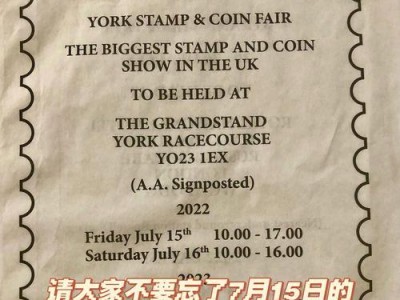 YORK STAMP & COIN FAIR
THE BIGGEST STAMP AND COIN
SHOW IN THE UK
TO BE HELD AT
THE GRANDSTAND
YORK RACECOURSE
YO23 1EX
(A.A. Signposted)
2022
Friday July 15th 10.00 - 17.00
Saturday July 16th 10.00 - 16.00
2023
请大家不要忘了7月15日的